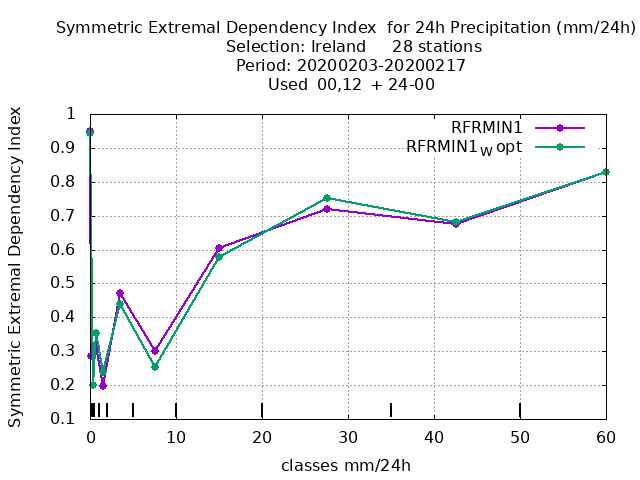 Symmetric Extremal Dependency Index for 24h Precipitation (mm/24h)
Selection: Ireland 28 stations
Period: 20200203-20200217
Used 00,12 + 24-00
Symmetric Extremal Dependency Index
1
0.9
0.8
0.7
0.6
0.5
0.4
0.3
0.2
0.1
RFRMIN1
RFRMIN1W opt
0 10 20 30 40 50 60
classes mm/24h